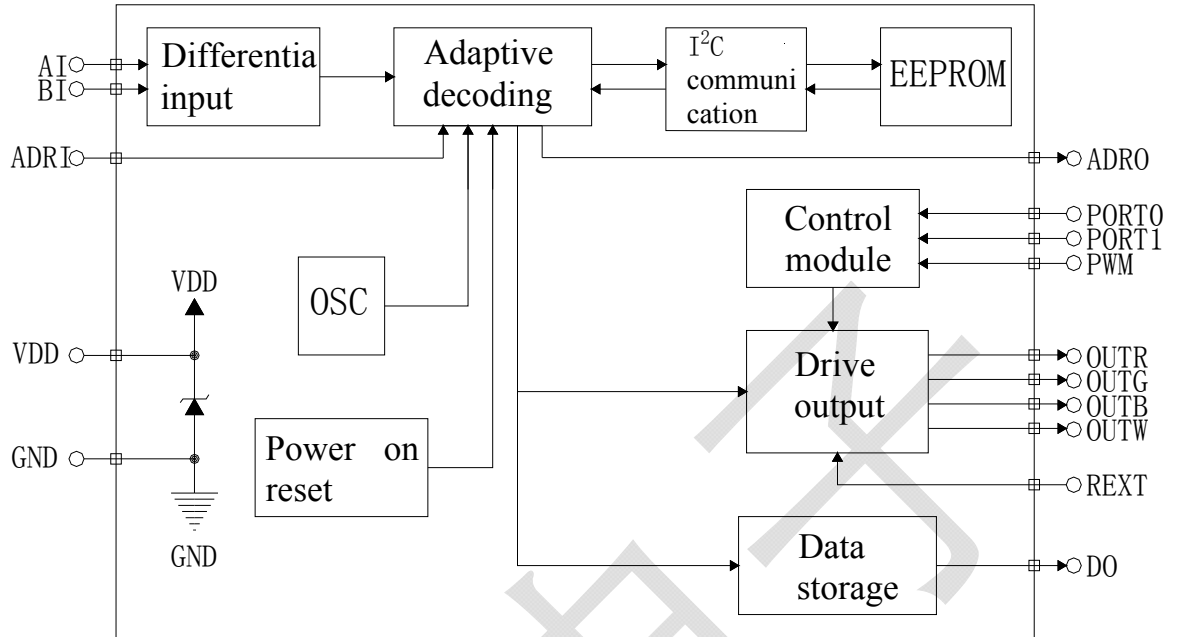 Differentia
input
Adaptive
decoding
I²C
communi
cation
EEPROM
AI
BI
ADRI
ADRO
Control
module
PORT0
PORT1
PWM
OSC
VDD
VDD
Drive
output
OUTR
OUTG
OUTB
OUTW
Power on
reset
GND
REXT
GND
Data
storage
DO